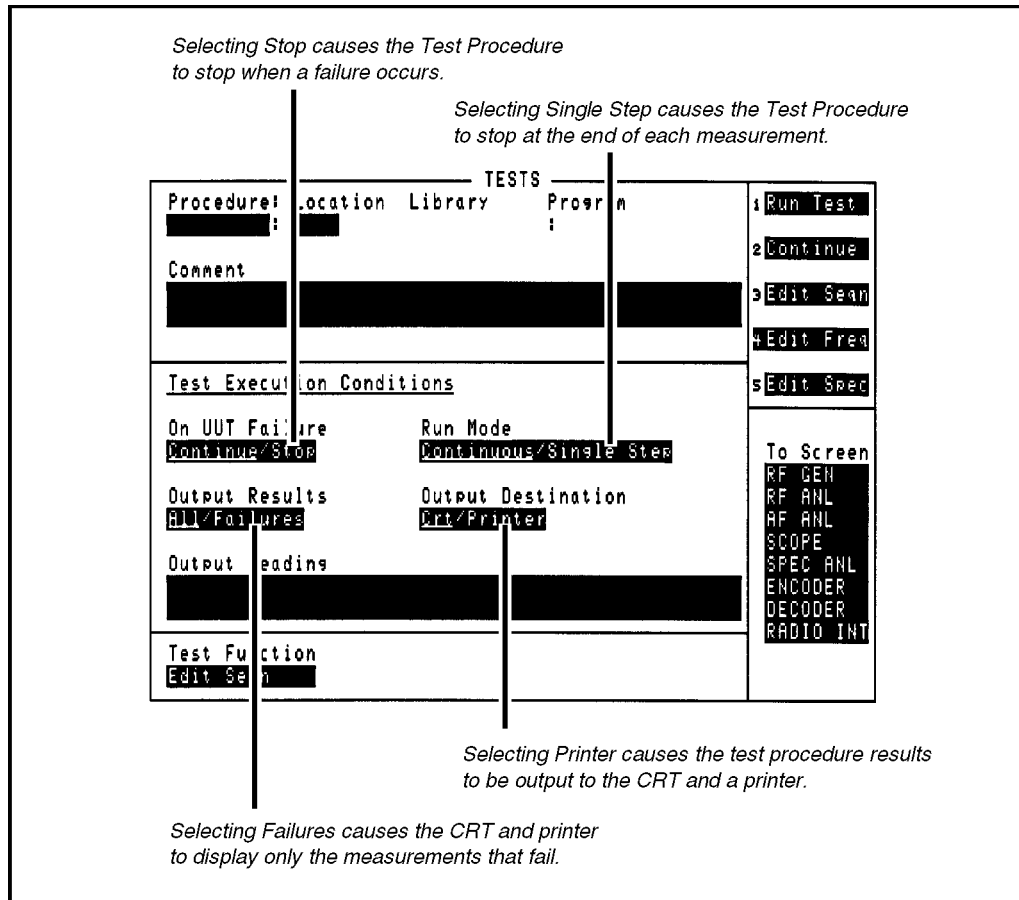 Selecting Stop causes the Test Procedure
to stop when a failure occurs.
Selecting Single Step causes the Test Procedure
to stop at the end of each measurement.
TESTS
Procedure: Location Library Program
: :
Comment
Test Execution Conditions
On UUT Failure Run Mode
Continue/Stop Continuous/Single Step
Output Results Output Destination
All/Failures Crt/Printer
Output Heading
Test Function
Edit Seqn
1 Run Test
2 Continue
3 Edit Seqn
4 Edit Freq
5 Edit Spec
To Screen
RF GEN
RF ANL
AF ANL
SCOPE
SPEC ANL
ENCODER
DECODER
RADIO INT
Selecting Printer causes the test procedure results
to be output to the CRT and a printer.
Selecting Failures causes the CRT and printer
to display only the measurements that fail.